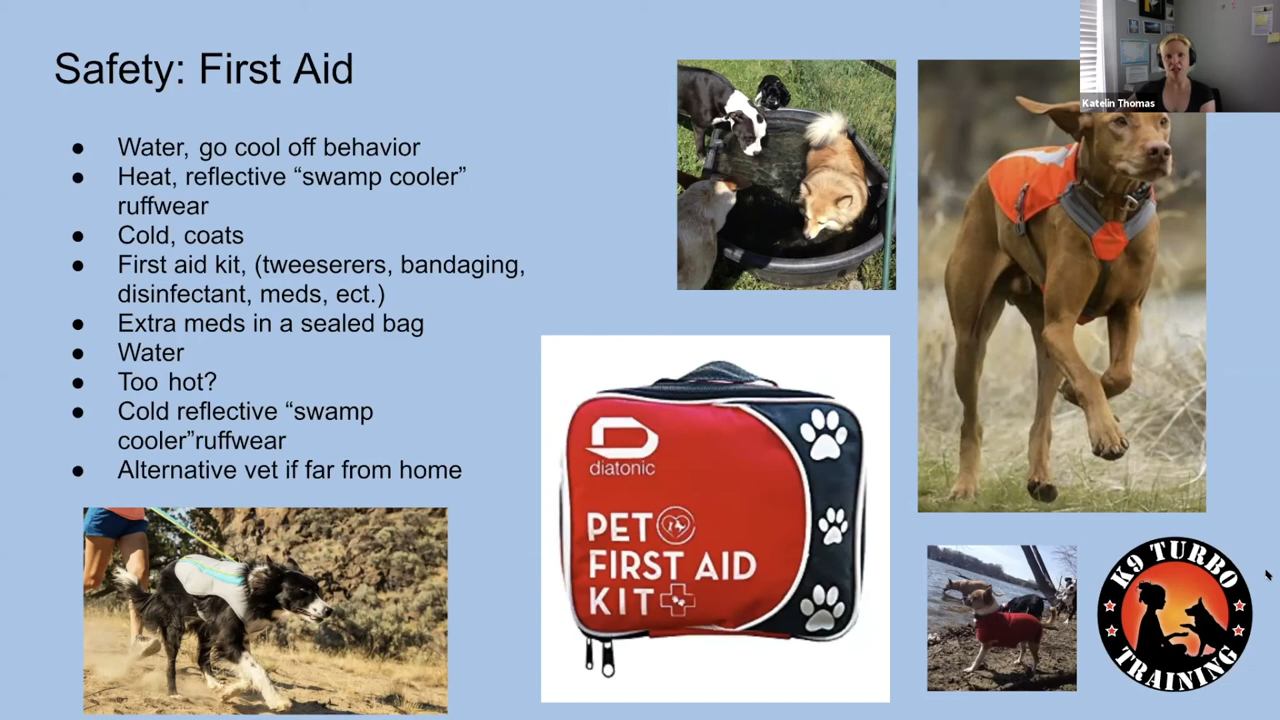 Safety: First Aid
Water, go cool off behavior
Heat, reflective “swamp cooler”
ruffwear
Cold, coats
First aid kit, (tweeserers, bandaging,
disinfectant, meds, ect.)
Extra meds in a sealed bag
Water
Too hot?
Cold reflective “swamp
cooler”ruffwear
Alternative vet if far from home
diatonic
PET
FIRST AID
KIT
Katelin Thomas
K9 TURBO
TRAINING